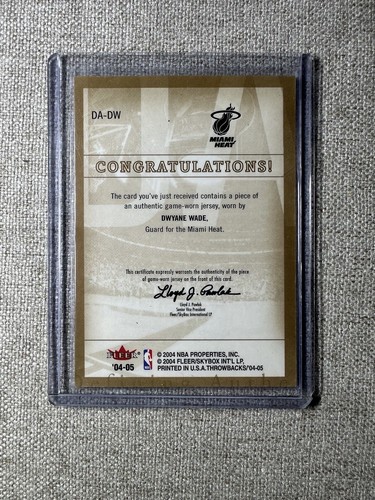 DA-DW
MIAMI
HEAT
CONGRATULATIONS!
The card you've just received contains a piece of
an authentic game-worn jersey, worn by
DWYANE WADE,
Guard for the Miami Heat.
This certificate expressly warrants the authenticity of the piece
of game-worn jersey on the front of this card.
Lloyd J. Pawlak
Lloyd J. Pawlak
Senior Vice President
Fleer/SkyBox International LP
FLEER
'04-05
© 2004 NBA PROPERTIES, INC.
© 2004 FLEER/SKYBOX INT'L LP,
PRINTED IN U.S.A. THROWBACKS/'04-05